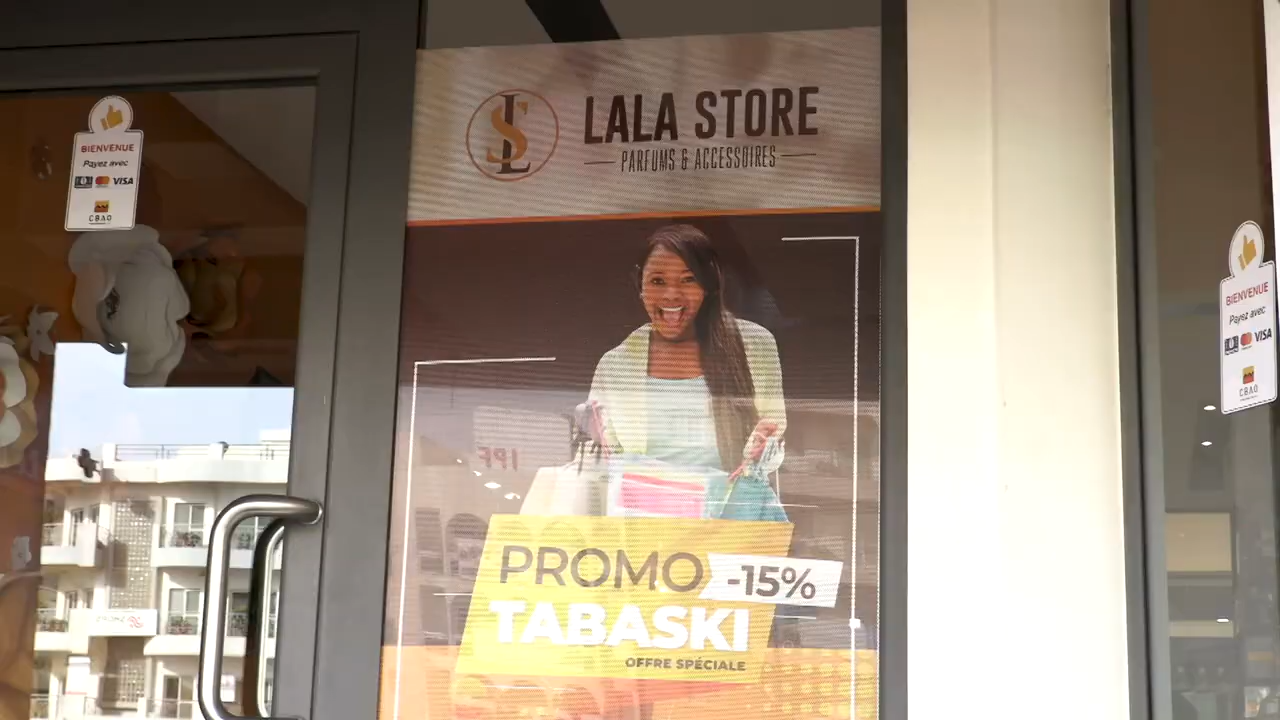 BIENVENUE
Payez avec
VISA
CBAO
SL
LALA STORE
PARFUMS & ACCESSOIRES
PROMO -15%
TABASKI
OFFRE SPÉCIALE
BIENVENUE
Payez avec
VISA
CBAO